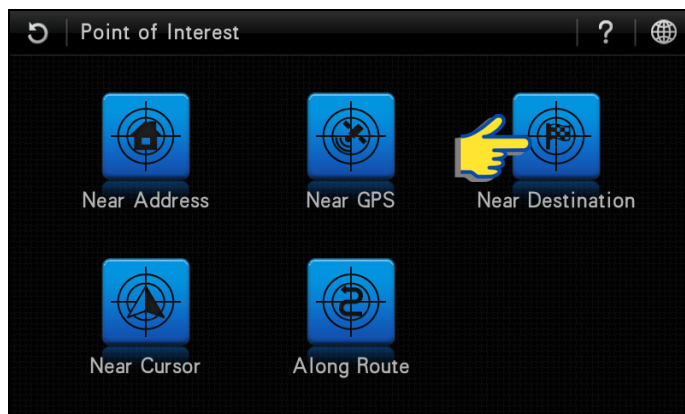 Point of Interest ?
Near Address Near GPS Near Destination
Near Cursor Along Route